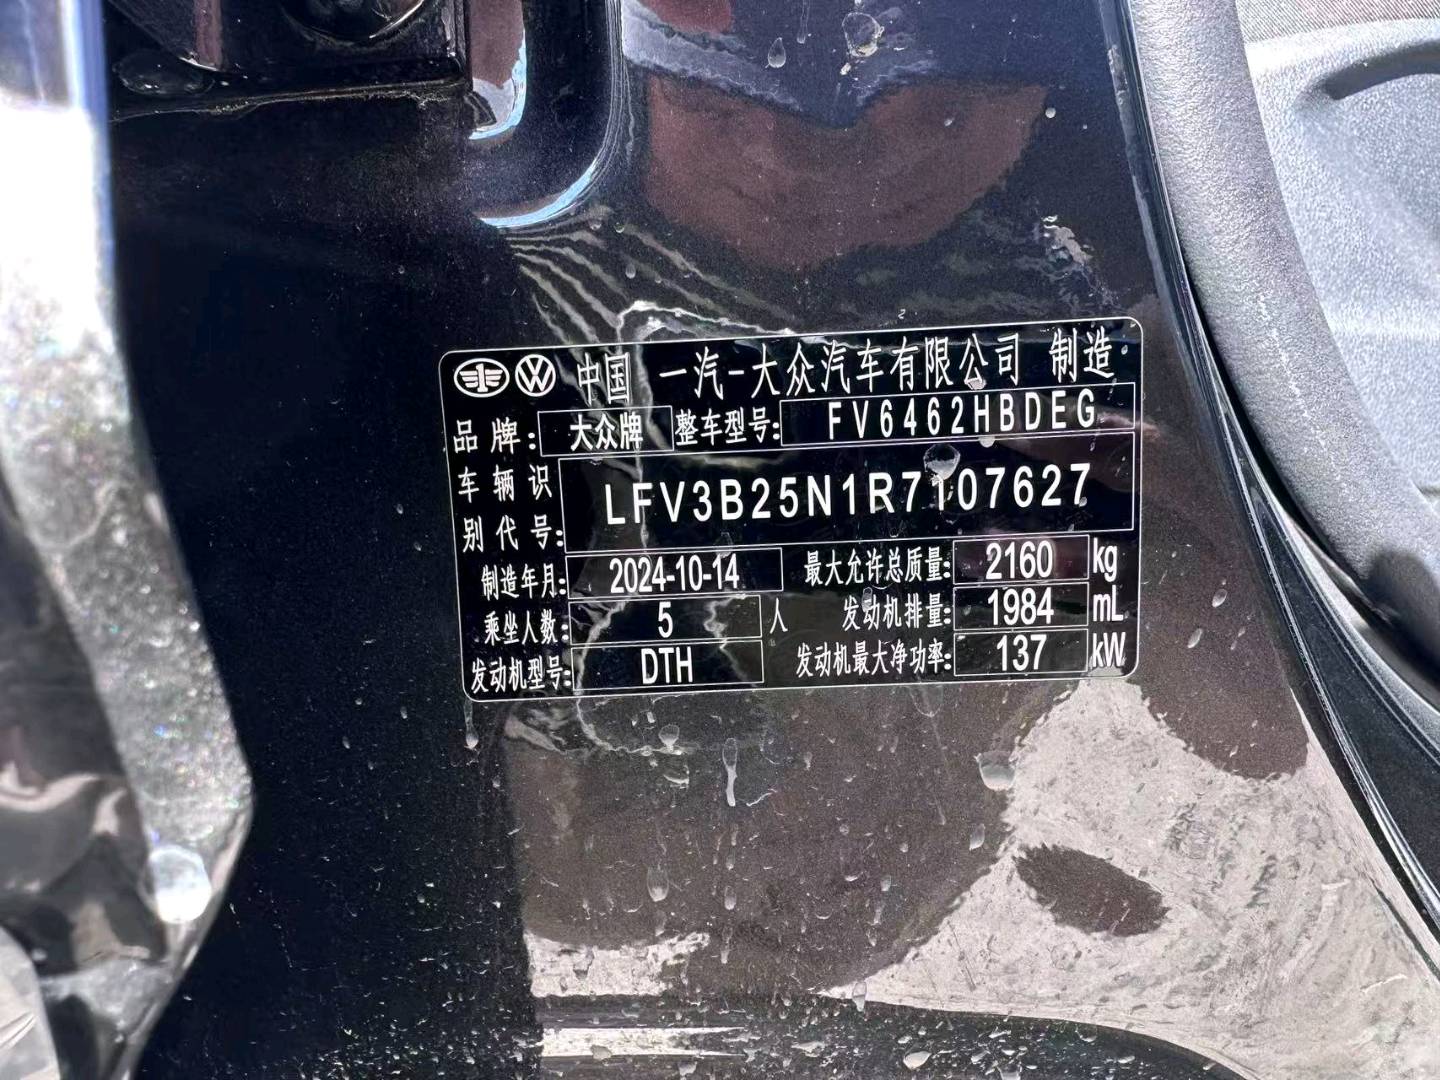 中国 一汽-大众汽车有限公司 制造
品牌: 大众牌 整车型号: FV6462HBDEG
车辆识别代号: LFV3B25N1R7107627
制造年月: 2024-10-14 最大允许总质量: 2160 kg
乘坐人数: 5 人 发动机排量: 1984 mL
发动机型号: DTH 发动机最大净功率: 137 kW